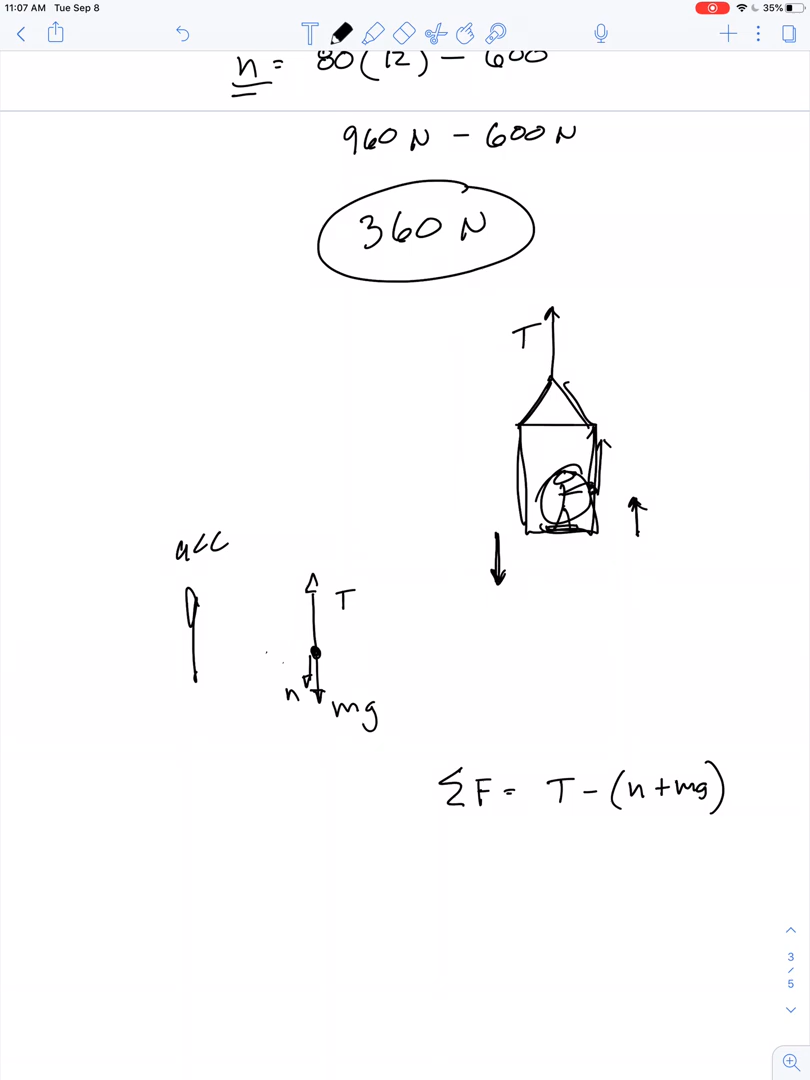 11:07 AM Tue Sep 8
35%
n = 80(12) - 600
960 N - 600 N
360 N
T
acc
T
n
mg
ΣF = T - (n+mg)
3
/
5